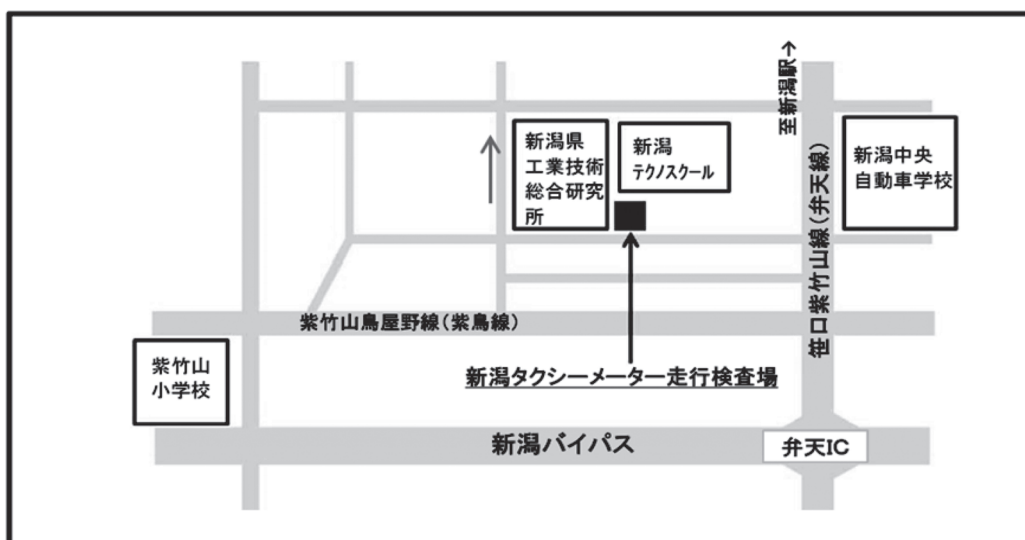 至新潟駅→
新潟県
工業技術
総合研究
所
新潟
テクノスクール
新潟中央
自動車学校
笹口紫竹山線(弁天線)
紫竹山鳥屋野線(紫鳥線)
紫竹山
小学校
新潟タクシーメーター走行検査場
新潟バイパス
弁天IC